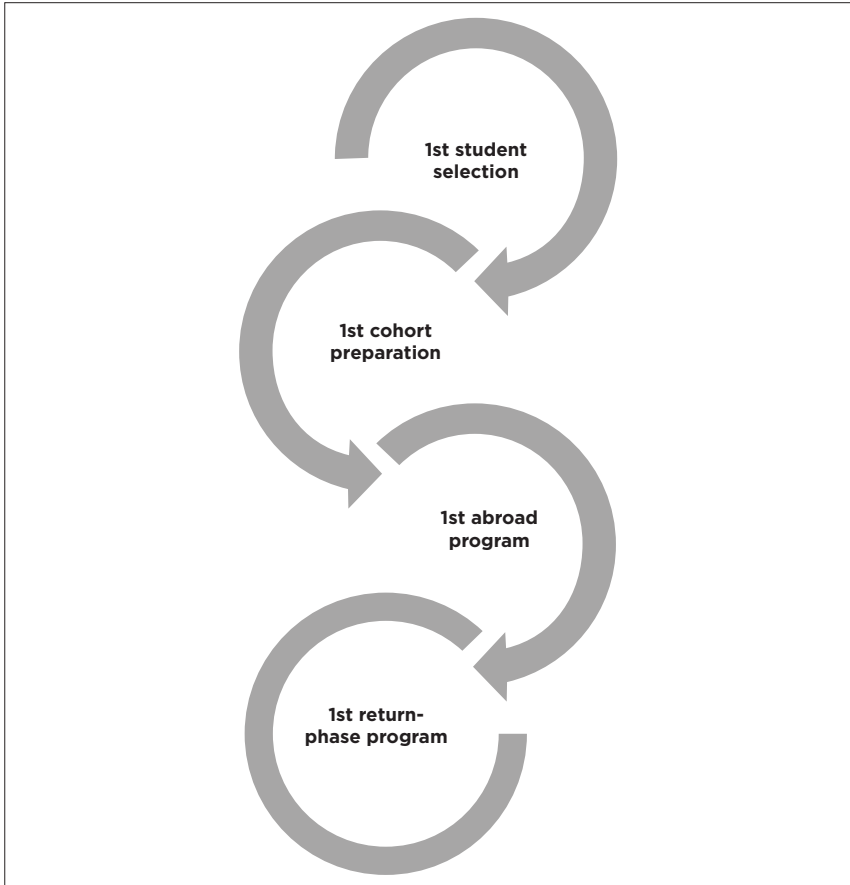 1st student
selection
1st cohort
preparation
1st abroad
program
1st return-
phase program